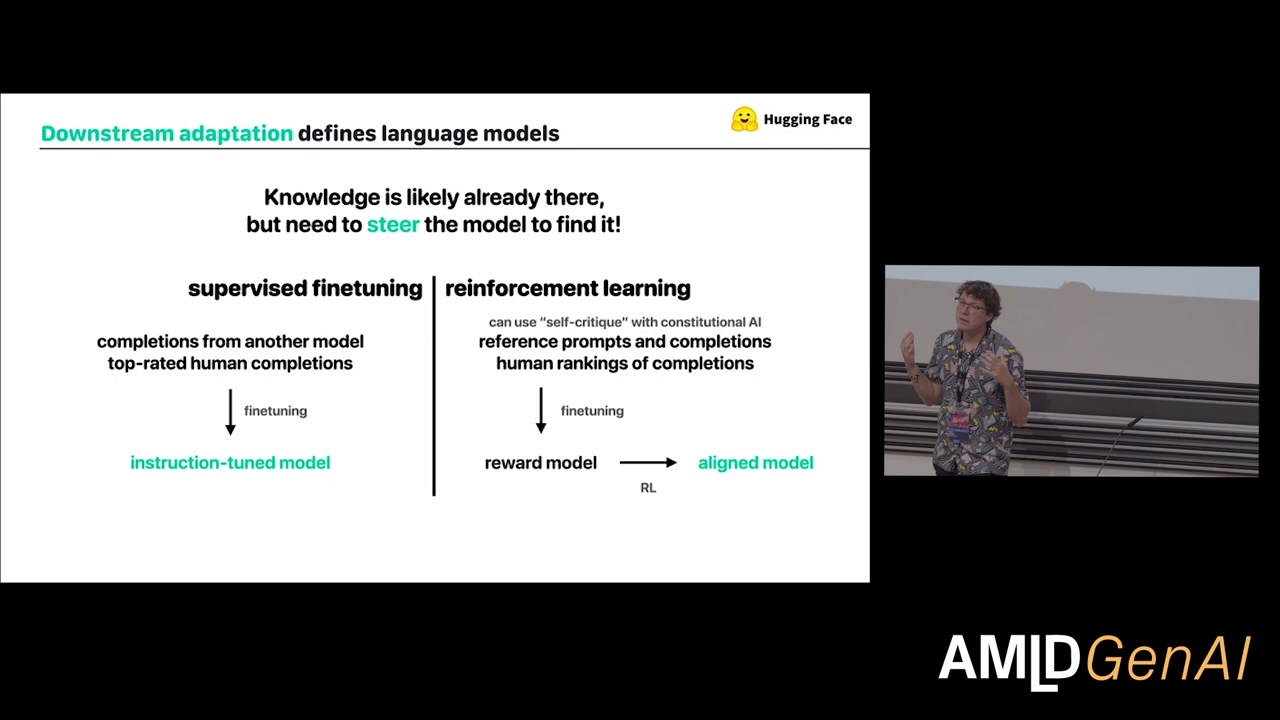 Downstream adaptation defines language models
Hugging Face
Knowledge is likely already there,
but need to steer the model to find it!
supervised finetuning
completions from another model
top-rated human completions
finetuning
instruction-tuned model
reinforcement learning
can use “self-critique” with constitutional AI
reference prompts and completions
human rankings of completions
finetuning
reward model
RL
aligned model
AMLD GenAI